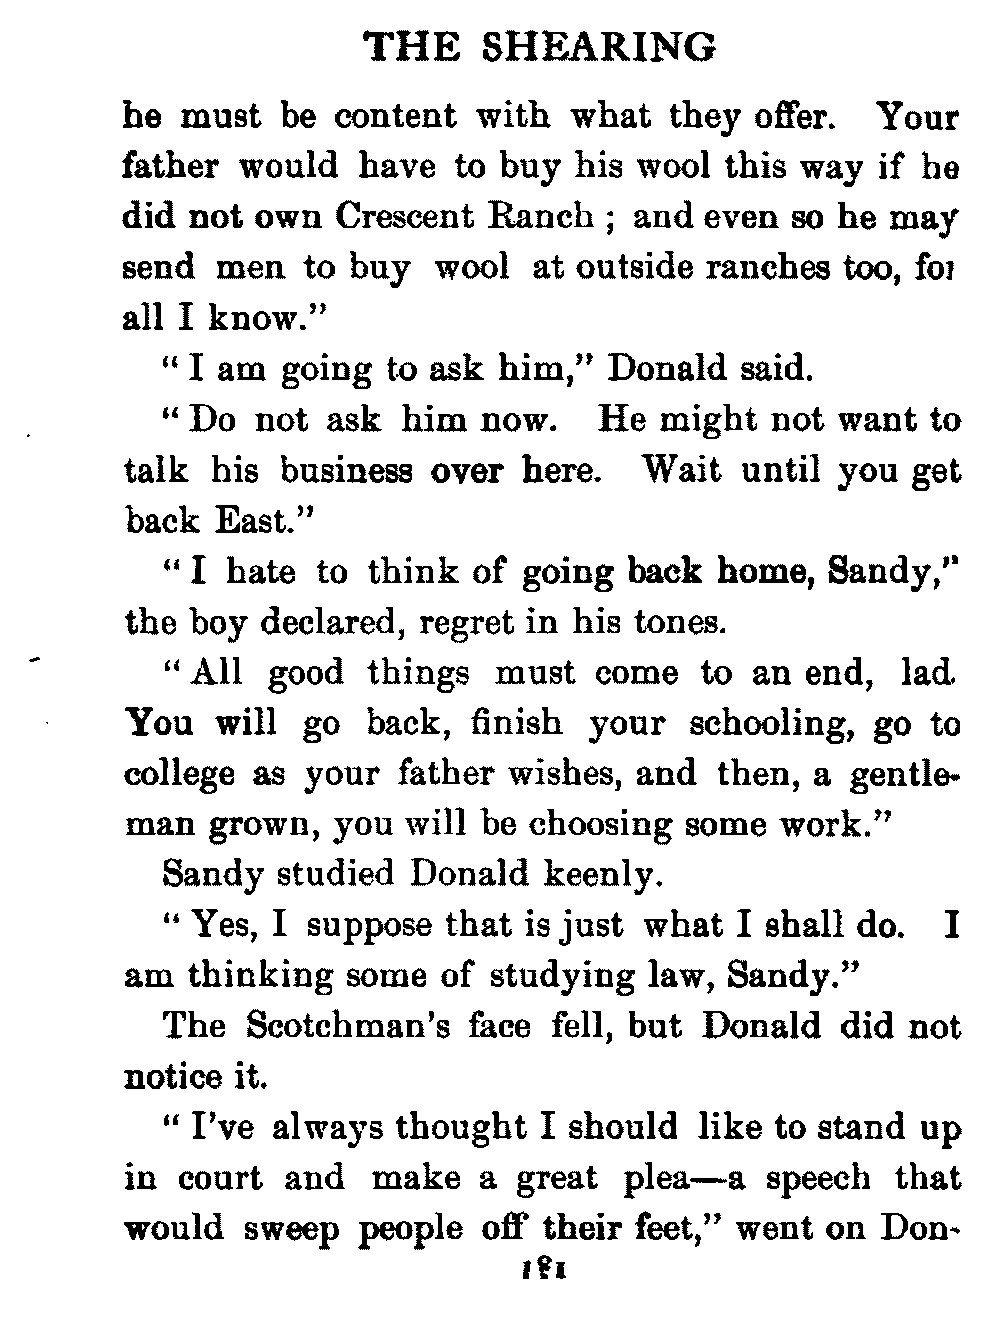 THE SHEARING
he must be content with what they offer. Your
father would have to buy his wool this way if he
did not own Crescent Ranch ; and even so he may
send men to buy wool at outside ranches too, for
all I know.”
“ I am going to ask him,” Donald said.
“ Do not ask him now. He might not want to
talk his business over here. Wait until you get
back East.”
“ I hate to think of going back home, Sandy,”
the boy declared, regret in his tones.
“ All good things must come to an end, lad.
You will go back, finish your schooling, go to
college as your father wishes, and then, a gentle-
man grown, you will be choosing some work.”
Sandy studied Donald keenly.
“ Yes, I suppose that is just what I shall do. I
am thinking some of studying law, Sandy.”
The Scotchman's face fell, but Donald did not
notice it.
“ I've always thought I should like to stand up
in court and make a great plea—a speech that
would sweep people off their feet,” went on Don-